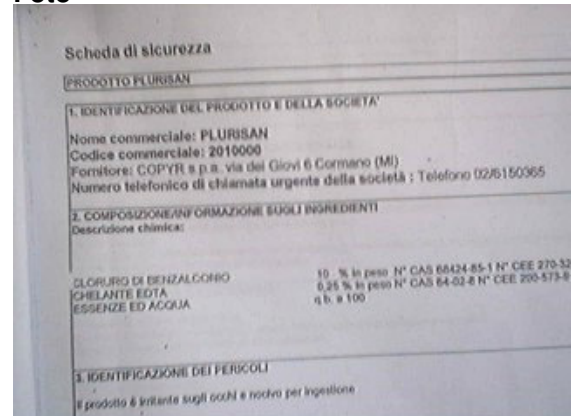 Foto
Scheda di sicurezza
PRODOTTO PLURISAN
1. IDENTIFICAZIONE DEL PRODOTTO E DELLA SOCIETA'
Nome commerciale: PLURISAN
Codice commerciale: 2010000
Fornitore: COPYR s.p.a. via dei Giovi 6 Cormano (MI)
Numero telefonico di chiamata urgente della società : Telefono 02/6150365
2. COMPOSIZIONE/INFORMAZIONE SUGLI INGREDIENTI
Descrizione chimica:
CLORURO DI BENZALCONIO 10 % in peso N° CAS 68424-85-1 N° CEE 270-32
CHELANTE EDTA 0,25 % in peso N° CAS 64-02-8 N° CEE 200-573-9
ESSENZE ED ACQUA q.b. a 100
3. IDENTIFICAZIONE DEI PERICOLI
Il prodotto è irritante sugli occhi e nocivo per ingestione